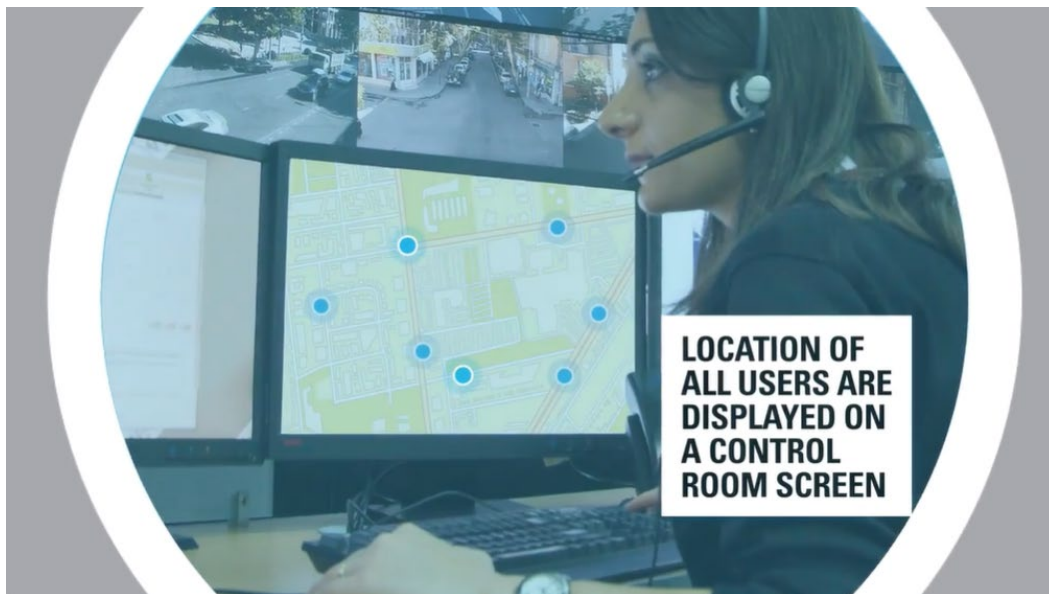 LOCATION OF
ALL USERS ARE
DISPLAYED ON
A CONTROL
ROOM SCREEN